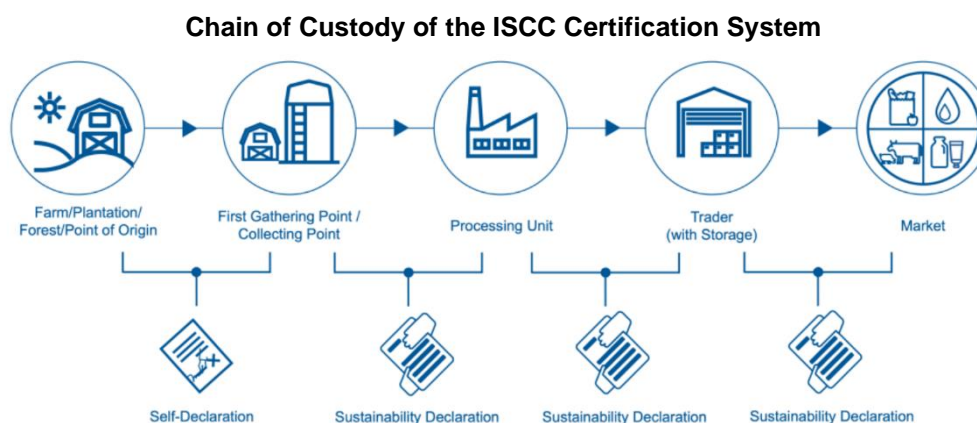 Chain of Custody of the ISCC Certification System
Farm/Plantation/
Forest/Point of Origin
First Gathering Point /
Collecting Point
Processing Unit
Trader
(with Storage)
Market
Self-Declaration
Sustainability Declaration
Sustainability Declaration
Sustainability Declaration